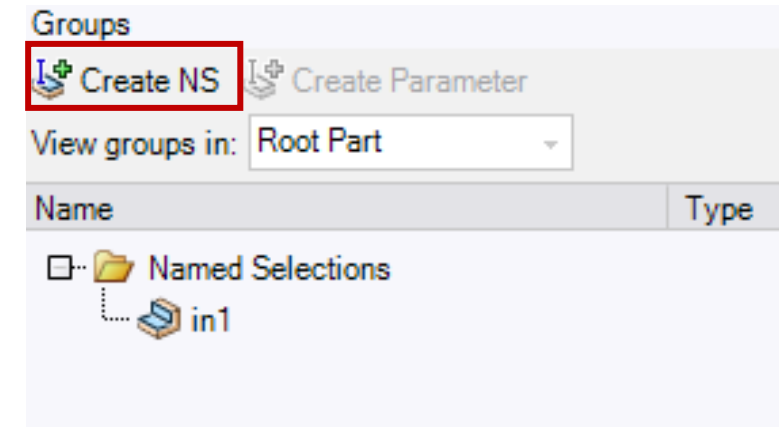 Groups
Create NS Create Parameter
View groups in: Root Part
Name Type
Named Selections
in1